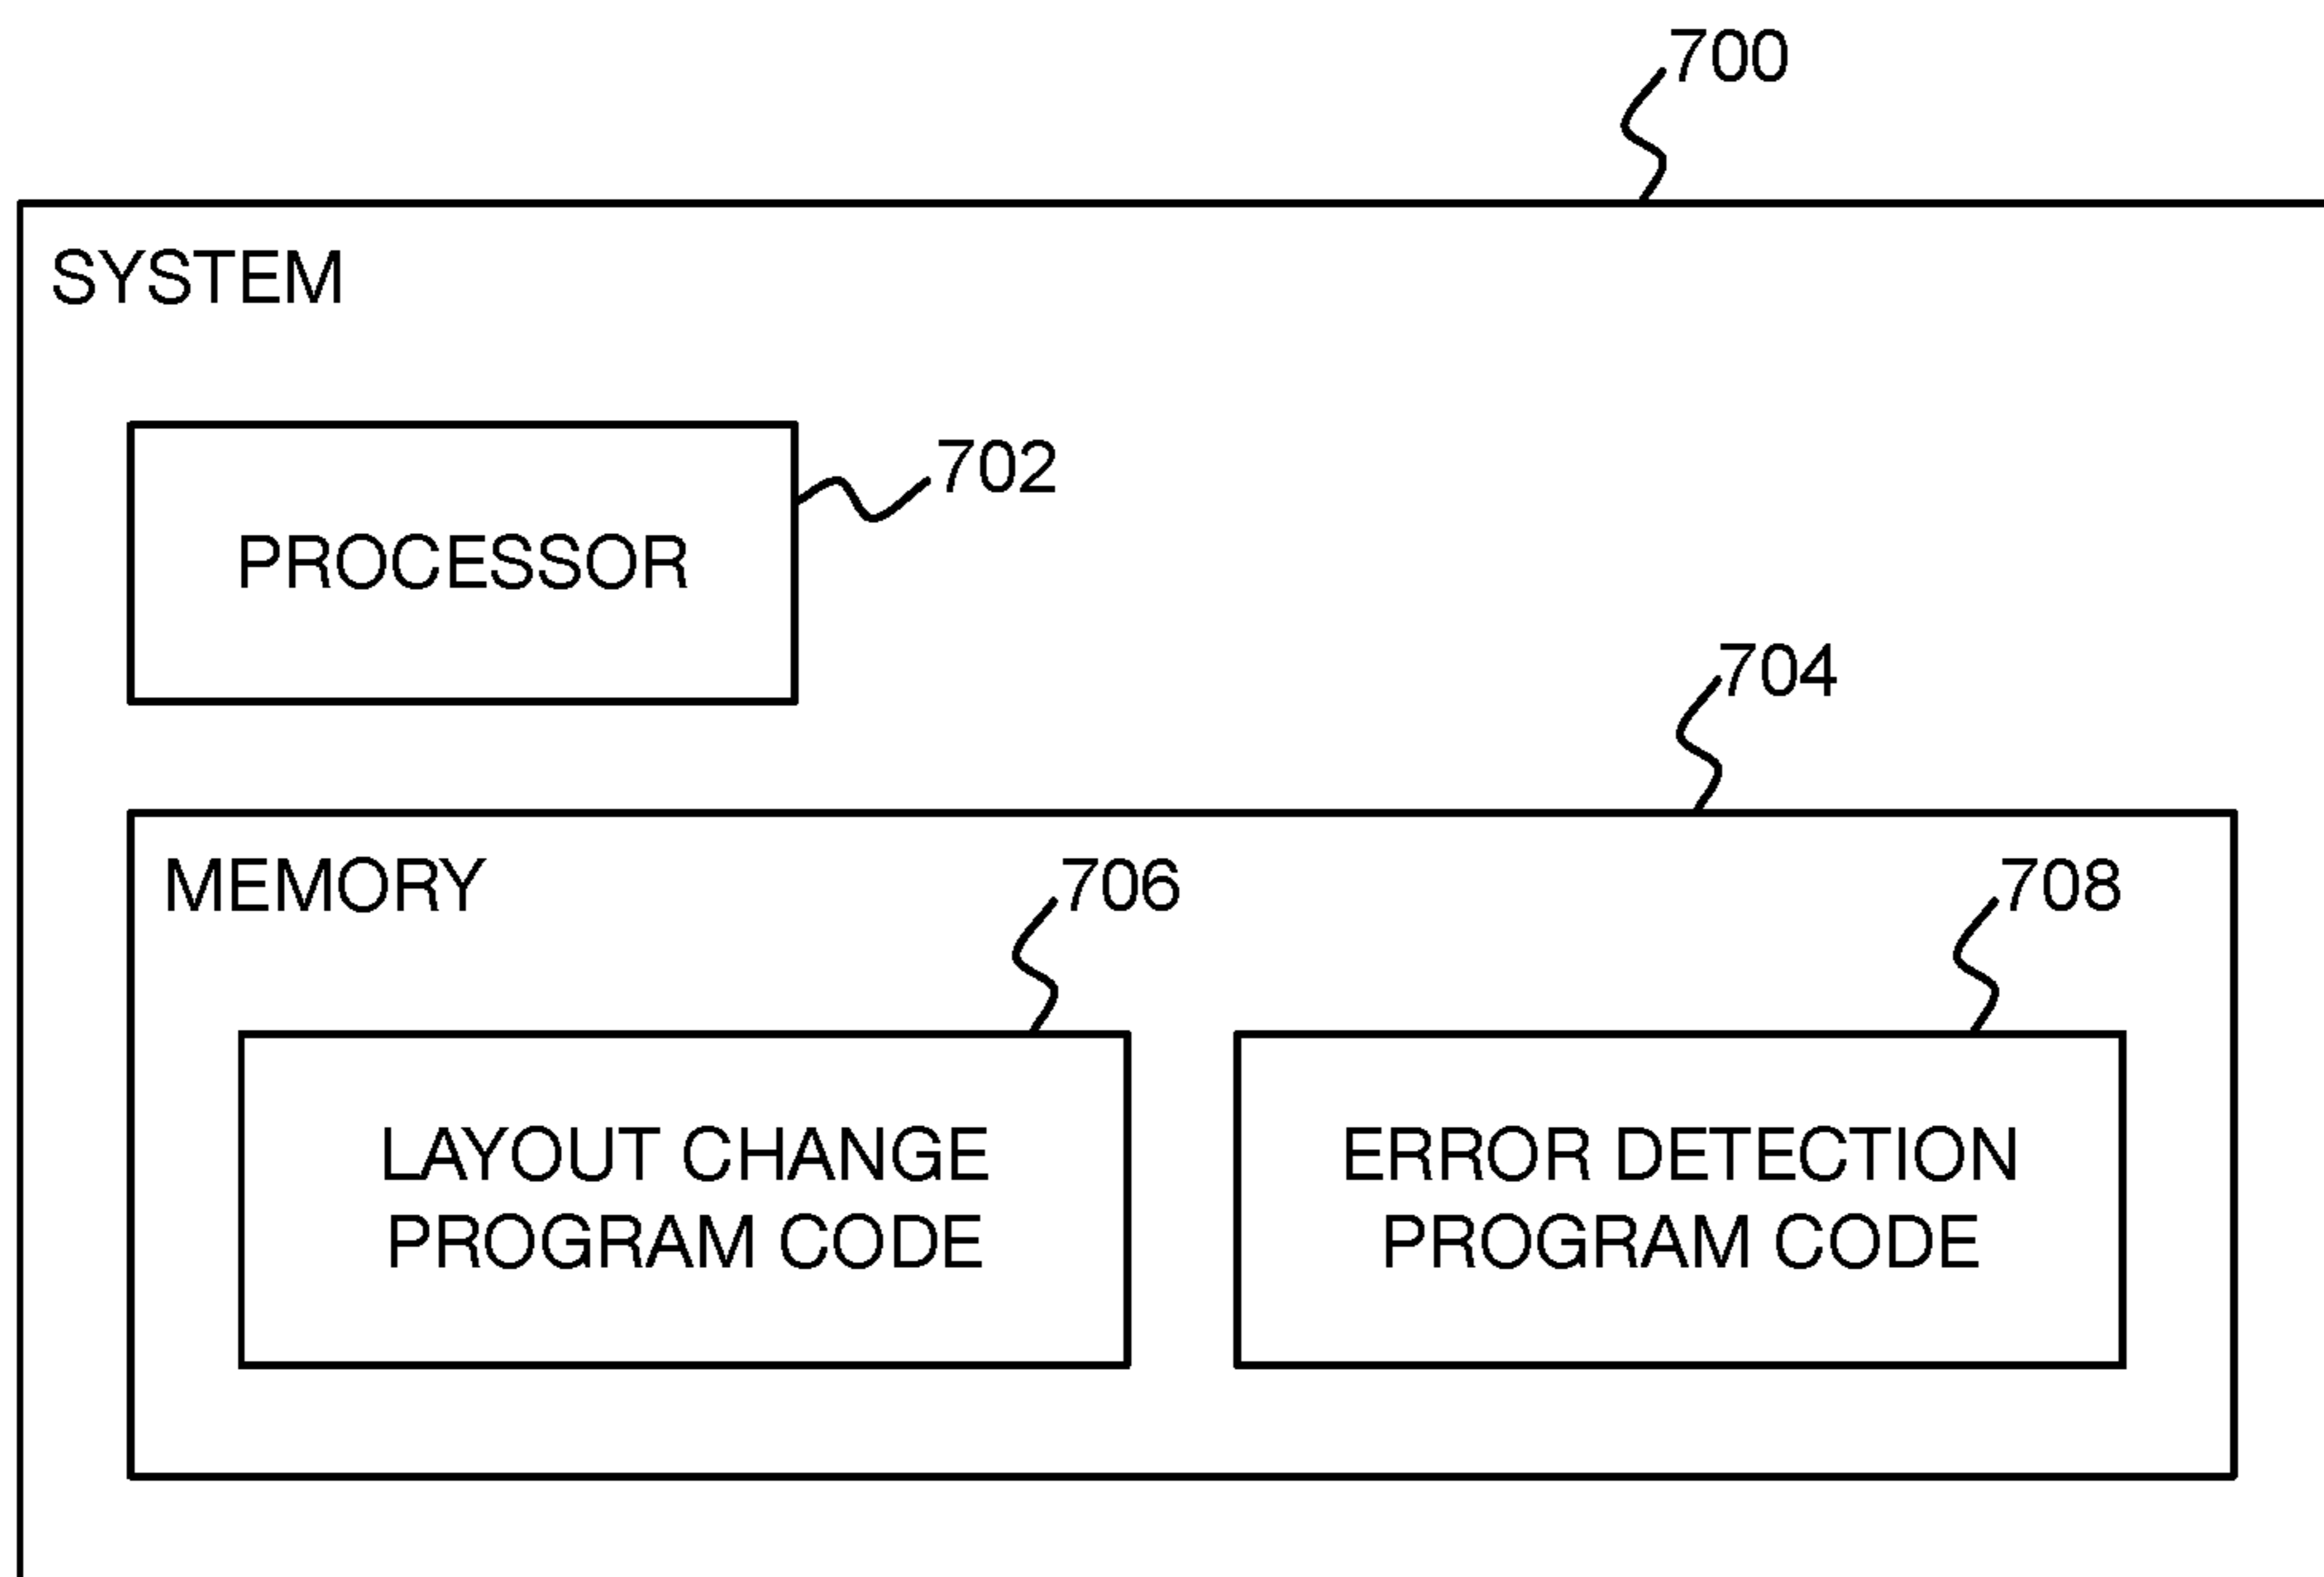 700
SYSTEM
702
PROCESSOR
704
MEMORY
706
708
LAYOUT CHANGE
PROGRAM CODE
ERROR DETECTION
PROGRAM CODE